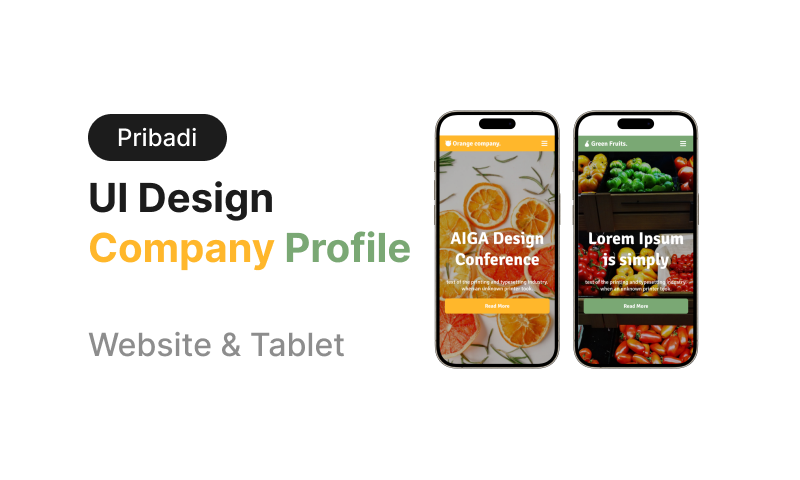 Pribadi
UI Design
Company Profile
Website & Tablet
Orange company.
AIGA Design
Conference
text of the printing and typesetting industry.
when an unknown printer took
Read More
Green Fruits.
Lorem Ipsum
is simply
text of the printing and typesetting industry.
when an unknown printer took
Read More